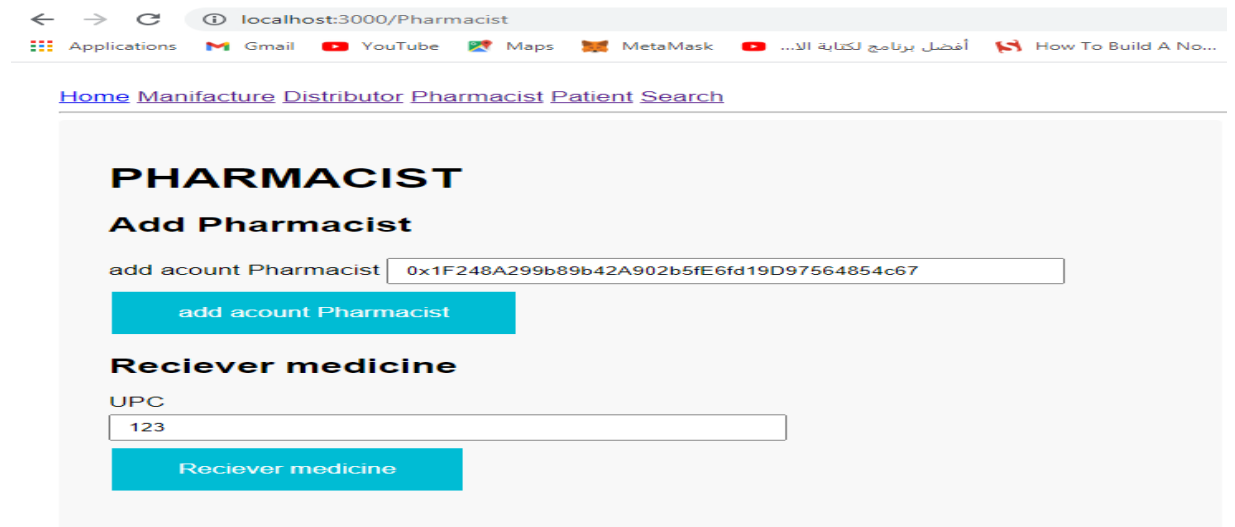 localhost:3000/Pharmacist
Applications Gmail YouTube Maps MetaMask أفضل برنامج لكتابة الا... How To Build A No...
Home Manifacture Distributor Pharmacist Patient Search
PHARMACIST
Add Pharmacist
add acount Pharmacist 0x1F248A299b89b42A902b5fE6fd19D97564854c67
add acount Pharmacist
Reciever medicine
UPC
123
Reciever medicine